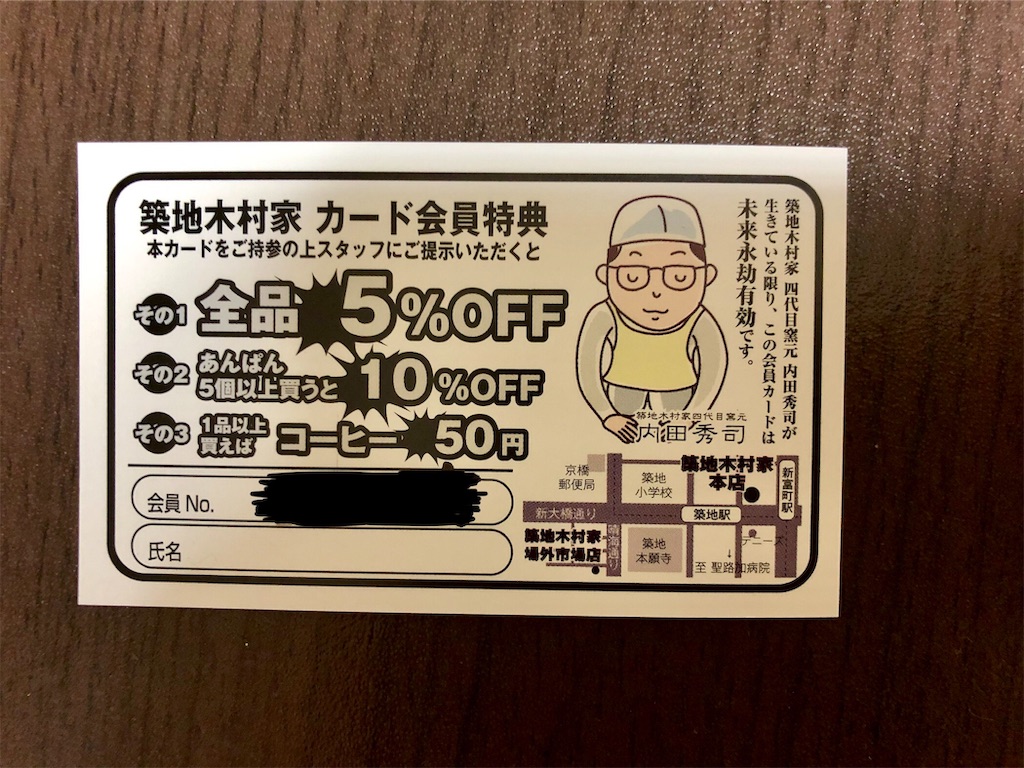 築地木村家 カード会員特典
本カードをご持参の上スタッフにご提示いただくと
その1 全品 5%OFF
その2 あんぱん
5個以上買うと 10%OFF
その3 1品以上
買えば コーヒー 50円
会員No.
氏名
築地木村家 四代目窯元 内田秀司が
生きている限り、この会員カードは
未来永劫有効です。
築地木村家四代目窯元
内田秀司
京橋
郵便局
築地
小学校
築地木村家
本店
新富町駅
新大橋通り
築地駅
築地木村家
場外市場店
晴海通り
築地
本願寺
デニーズ
↓
至 聖路加病院